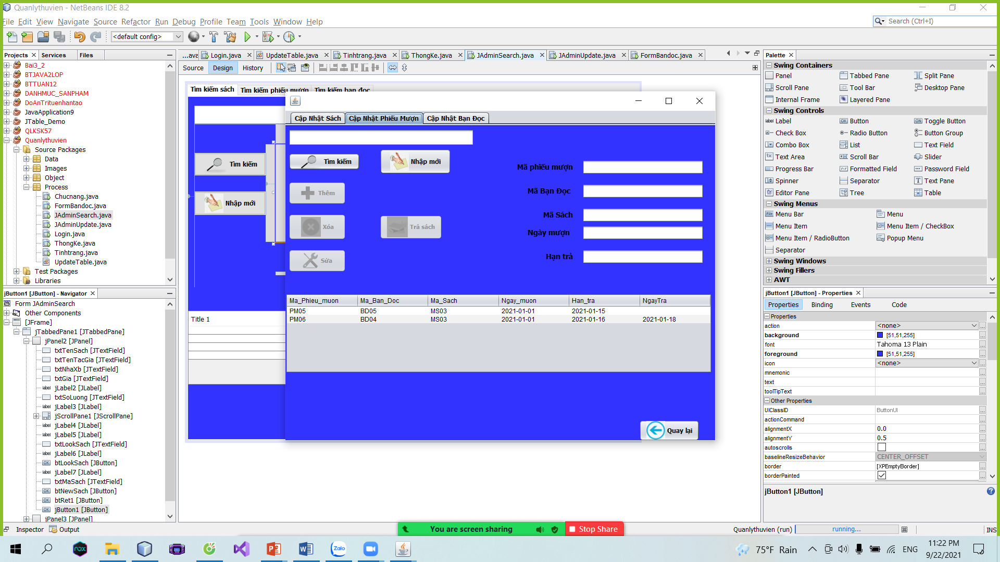 Quanlythuvien - NetBeans IDE 8.2
File Edit View Navigate Source Refactor Run Debug Profile Team Tools Window Help
Search (Ctrl+I)
<default config>
Projects Services Files
Bai3_2
BTJAVA2LOP
BTTUAN12
DANHMUC_SANPHAM
DoAnTrituenhantao
JavaApplication9
JTable_Demo
QLKSK57
Quanlythuvien
Source Packages
Data
Images
Object
Process
Chucnang.java
FormBandoc.java
JAdminSearch.java
JAdminUpdate.java
Login.java
ThongKe.java
Tinhtrang.java
UpdateTable.java
Test Packages
Libraries
jButton1 [JButton] - Navigator
Form JAdminSearch
Other Components
[JFrame]
jTabbedPane1 [JTabbedPane]
jPanel2 [JPanel]
txtTenSach [JTextField]
txtTenTacGia [JTextField]
txtNhaXb [JTextField]
txtGia [JTextField]
jLabel2 [JLabel]
txtSoLuong [JTextField]
jLabel3 [JLabel]
jScrollPane1 [JScrollPane]
jLabel4 [JLabel]
jLabel5 [JLabel]
txtLookSach [JTextField]
jLabel6 [JLabel]
btLookSach [JButton]
jLabel7 [JLabel]
txtMaSach [JTextField]
btNewSach [JButton]
btRet1 [JButton]
jButton1 [JButton]
jPanel3 [JPanel]
Inspector Output
...ava Login.java UpdateTable.java Tinhtrang.java ThongKe.java JAdminSearch.java JAdminUpdate.java FormBandoc.java
Source Design History
Tìm kiếm sách Tìm kiếm phiếu mượn Tìm kiếm bạn đọc
Tìm kiếm
Nhập mới
Title 1
Cập Nhật Sách Cập Nhật Phiếu Mượn Cập Nhật Bạn Đọc
Tìm kiếm Nhập mới
Thêm
Xóa Trả sách
Sửa
Mã phiếu mượn
Mã Bạn Đọc
Mã Sách
Ngày mượn
Hạn trả
Ma_Phieu_muon Ma_Ban_Doc Ma_Sach Ngay_muon Han_tra NgayTra
PM05 BD05 MS03 2021-01-01 2021-01-15
PM06 BD04 MS03 2021-01-01 2021-01-16 2021-01-18
Quay lại
Palette
Swing Containers
Panel Tabbed Pane Split Pane
Scroll Pane Tool Bar Desktop Pane
Internal Frame Layered Pane
Swing Controls
Label Button Toggle Button
Check Box Radio Button Button Group
Combo Box List Text Field
Text Area Scroll Bar Slider
Progress Bar Formatted Field Password Field
Spinner Separator Text Pane
Editor Pane Tree Table
Swing Menus
Menu Bar Menu
Menu Item Menu Item / CheckBox
Menu Item / RadioButton Popup Menu
Separator
Swing Windows
Swing Fillers
AWT
jButton1 [JButton] - Properties
Properties Binding Events Code
Properties
action <none>
background [51,51,255]
font Tahoma 13 Plain
foreground [51,51,255]
icon <none>
mnemonic
text
toolTipText
Other Properties
UIClassID ButtonUI
actionCommand
alignmentX 0.0
alignmentY 0.5
autoscrolls
baselineResizeBehavior CENTER_OFFSET
border [XPEmptyBorder]
borderPainted
jButton1 [JButton]
You are screen sharing Stop Share
Quanlythuvien (run) running... INS
nox Zalo
75°F Rain ENG 11:22 PM
9/22/2021